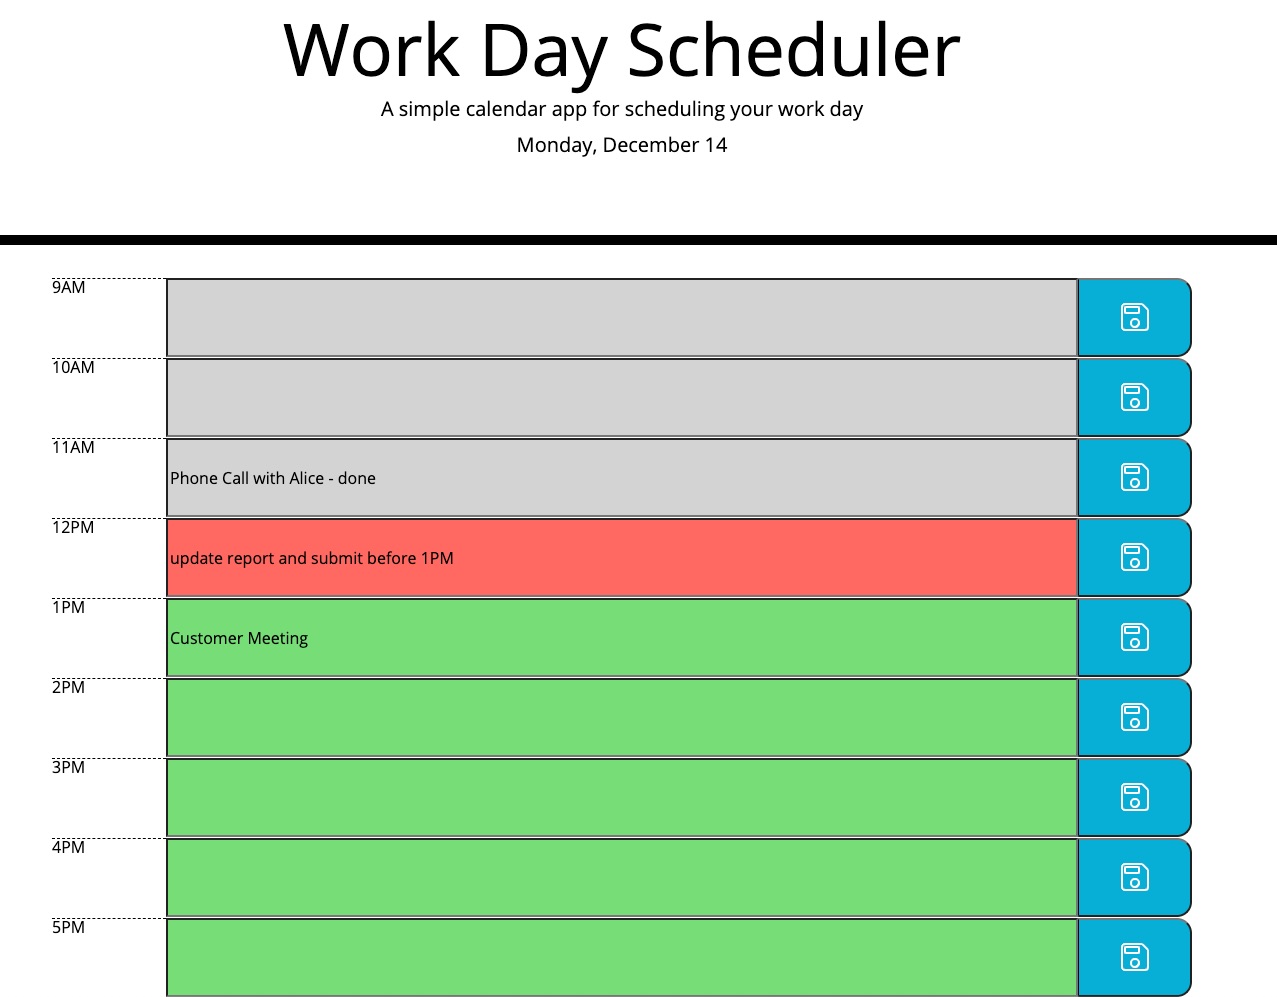 Work Day Scheduler
A simple calendar app for scheduling your work day
Monday, December 14
9AM
10AM
11AM
Phone Call with Alice - done
12PM
update report and submit before 1PM
1PM
Customer Meeting
2PM
3PM
4PM
5PM